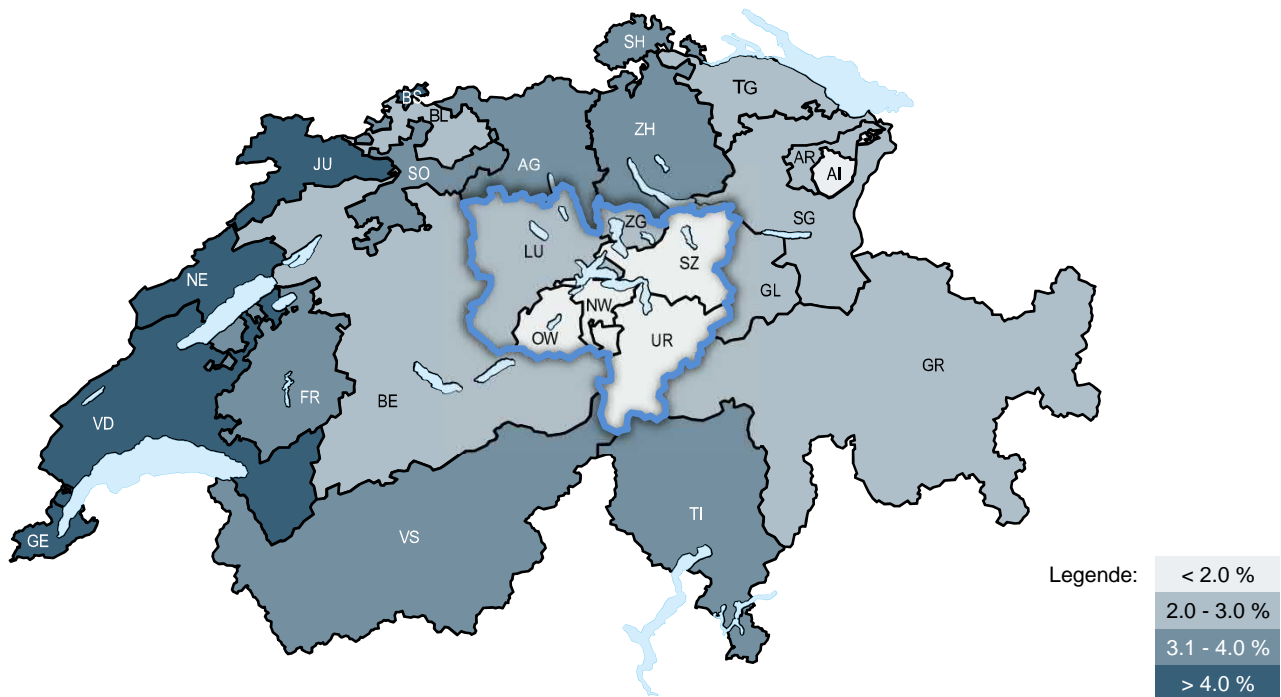 SH
TG
BS
BL
ZH
JU
SO
AG
AR
AI
SG
ZG
LU
SZ
NE
GL
NW
OW
UR
GR
FR
BE
VD
TI
VS
GE
Legende:
< 2.0 %
2.0 - 3.0 %
3.1 - 4.0 %
> 4.0 %